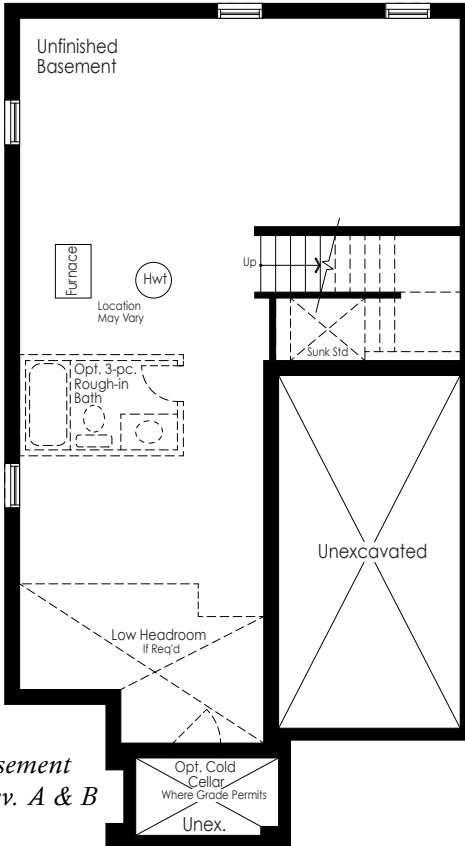 Unfinished
Basement
Up
Furnace
Hwt
Location
May Vary
Sunk Std
Opt. 3-pc.
Rough-in
Bath
Unexcavated
Low Headroom
If Req'd
Opt. Cold
Cellar
Where Grade Permits
Unex.
sement
v. A & B